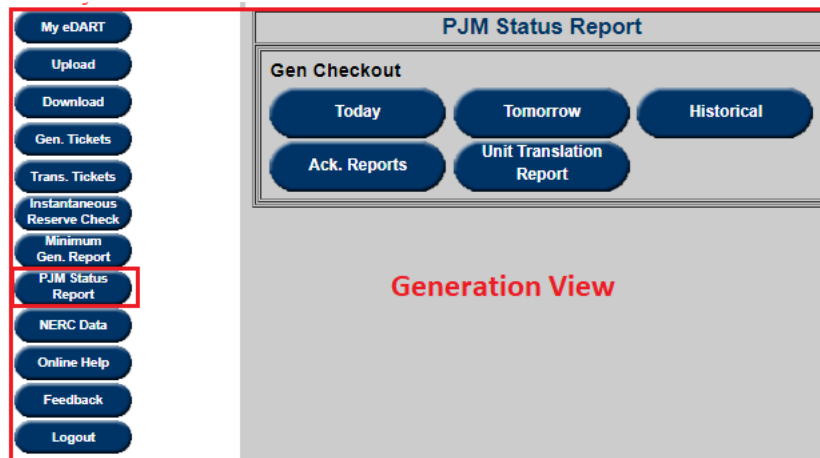 My eDART
Upload
Download
Gen. Tickets
Trans. Tickets
Instantaneous
Reserve Check
Minimum
Gen. Report
PJM Status
Report
NERC Data
Online Help
Feedback
Logout
PJM Status Report
Gen Checkout
Today
Tomorrow
Historical
Ack. Reports
Unit Translation
Report
Generation View